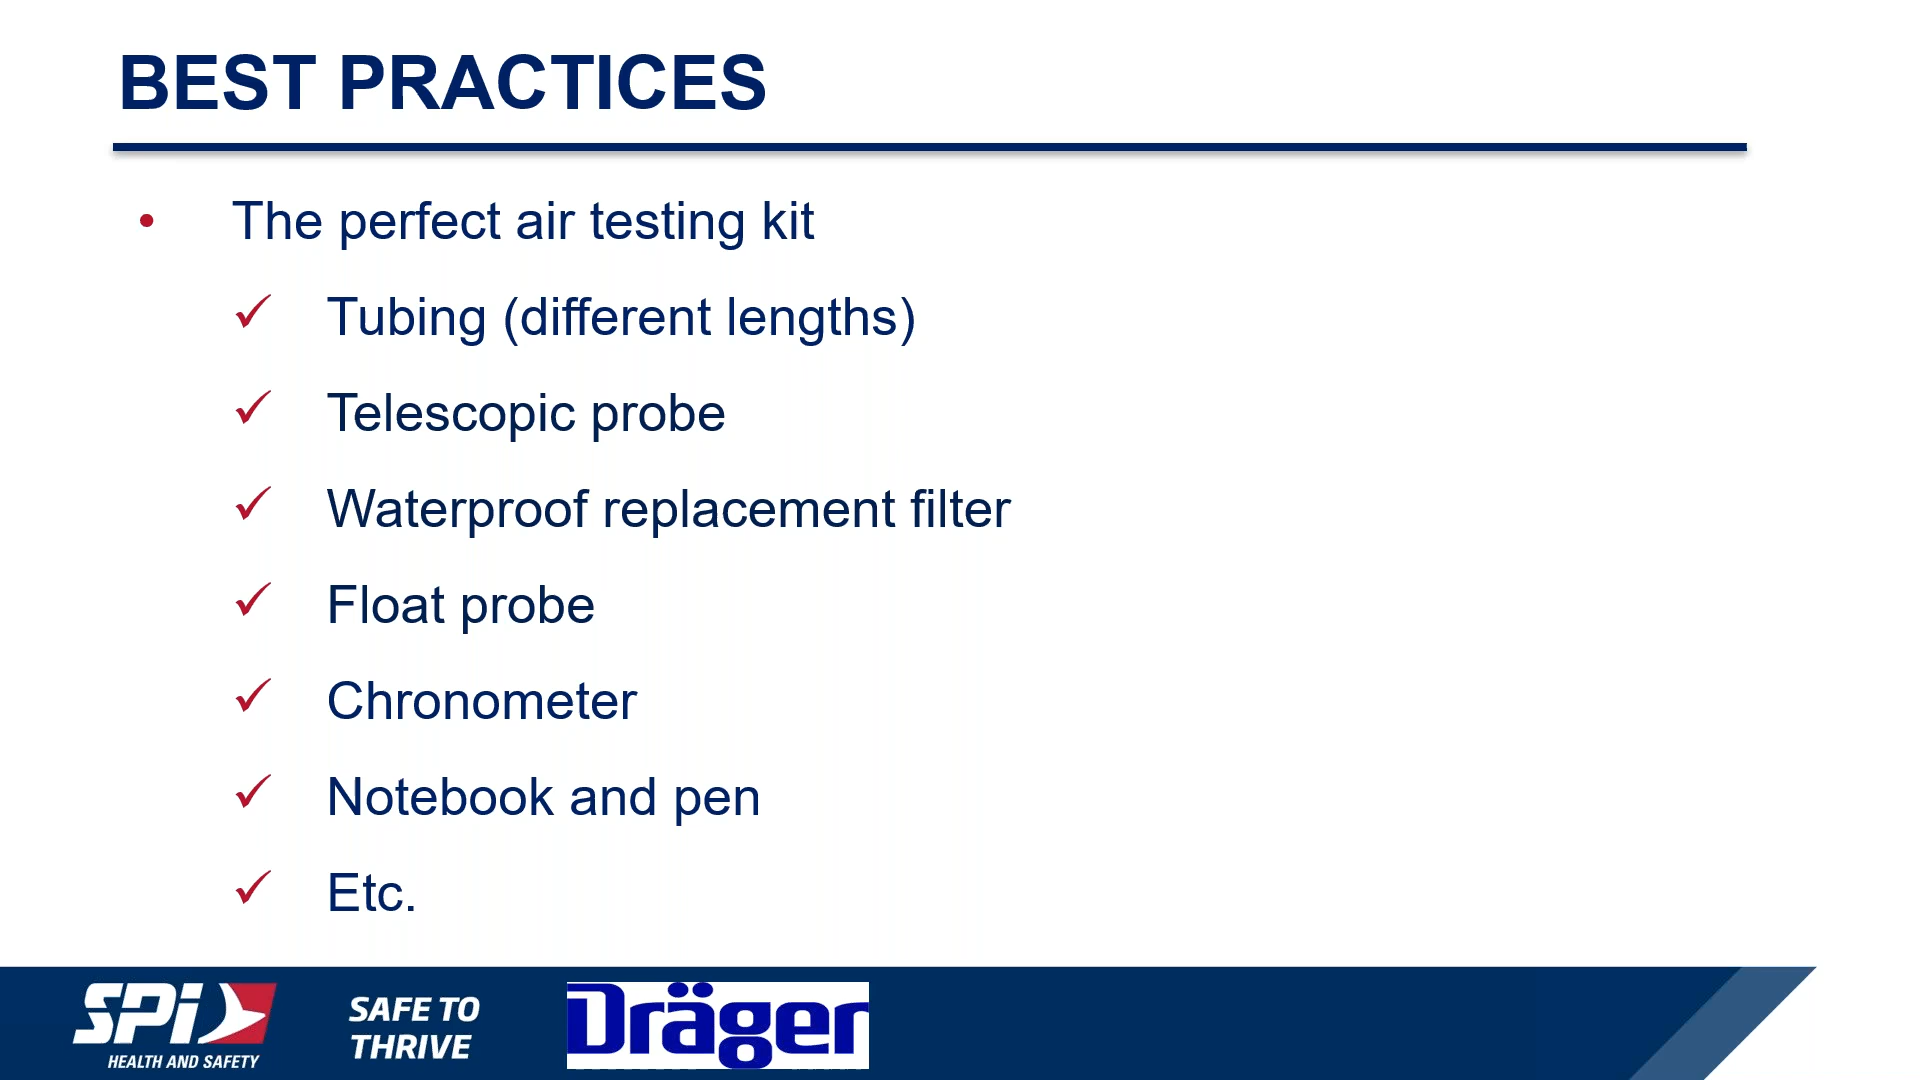 BEST PRACTICES
• The perfect air testing kit
✓ Tubing (different lengths)
✓ Telescopic probe
✓ Waterproof replacement filter
✓ Float probe
✓ Chronometer
✓ Notebook and pen
✓ Etc.
SPi
HEALTH AND SAFETY
SAFE TO
THRIVE
Dräger